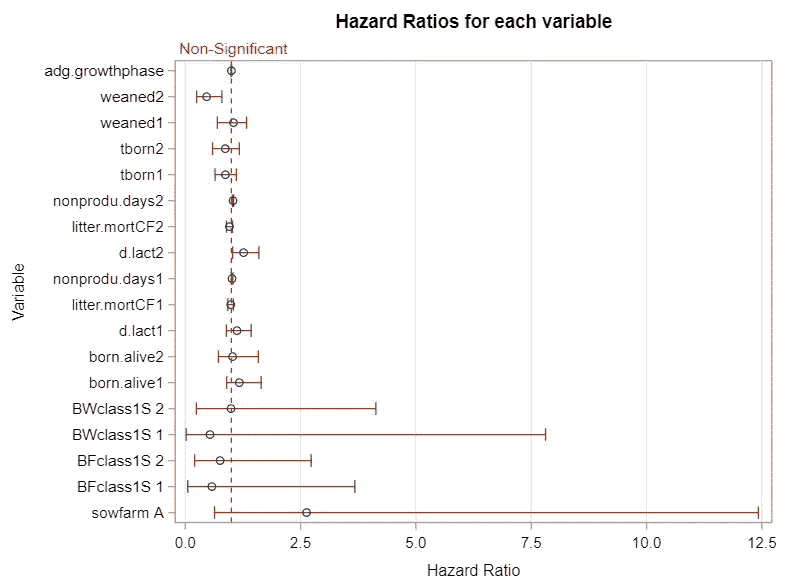 Hazard Ratios for each variable
Non-Significant
adg.growthphase
weaned2
weaned1
tborn2
tborn1
nonprodu.days2
litter.mortCF2
d.lact2
nonprodu.days1
litter.mortCF1
d.lact1
born.alive2
born.alive1
BWclass1S 2
BWclass1S 1
BFclass1S 2
BFclass1S 1
sowfarm A
Variable
0.0 2.5 5.0 7.5 10.0 12.5
Hazard Ratio